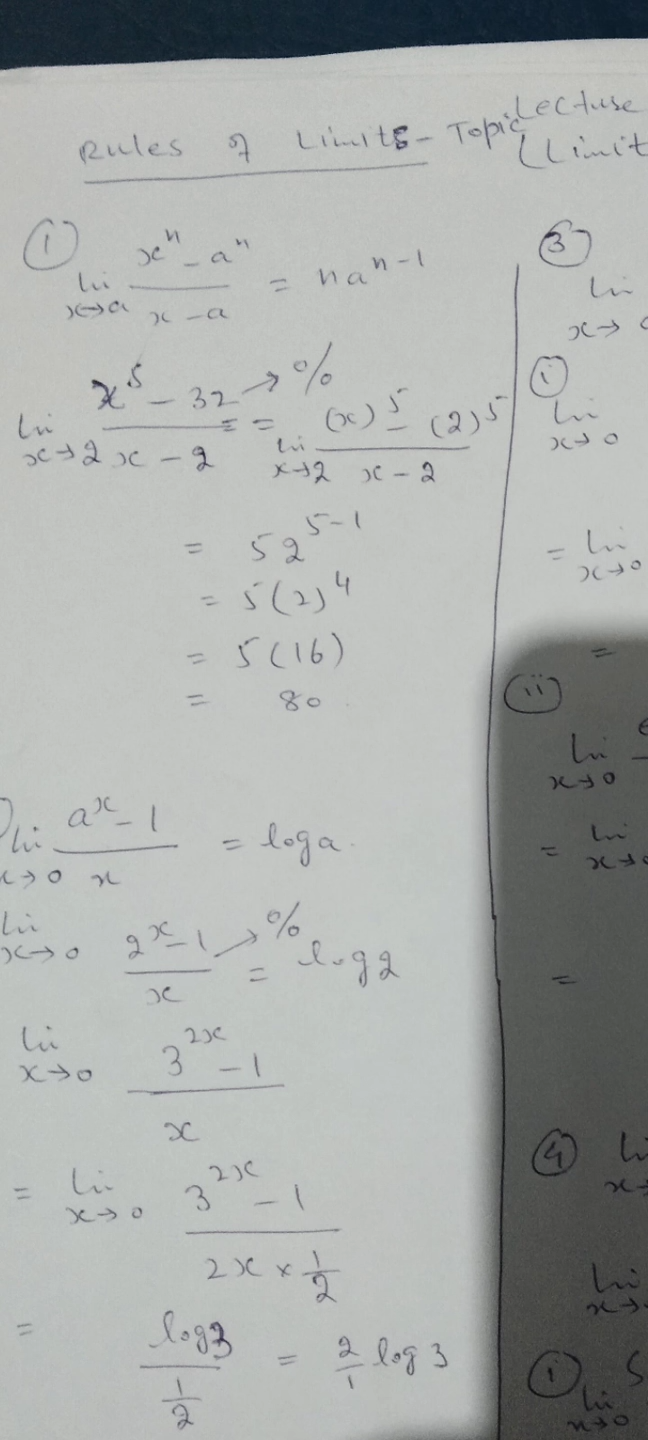 Rules of Limits - Topic Lecture
(Limit
① lim x→a (xⁿ - aⁿ)/(x - a) = naⁿ⁻¹
lim x→2 (x⁵ - 32)/(x - 2) → % = = lim x→2 ((x)⁵ - (2)⁵)/(x - 2)
= 5 2⁵⁻¹
= 5(2)⁴
= 5(16)
= 80
lim x→0 (aˣ - 1)/x = log a.
lim x→0 (2ˣ - 1)/x → % = log 2
lim x→0 (3²ˣ - 1)/x
= lim x→0 (3²ˣ - 1)/(2x × 1/2)
= log 3/(1/2) = 2/1 log 3
③
lim x→
(i)
lim x→0
= lim x→0
=
(ii)
lim x→0
= lim x→0
=
④ lim x→
lim x→
(i) lim x→0 S